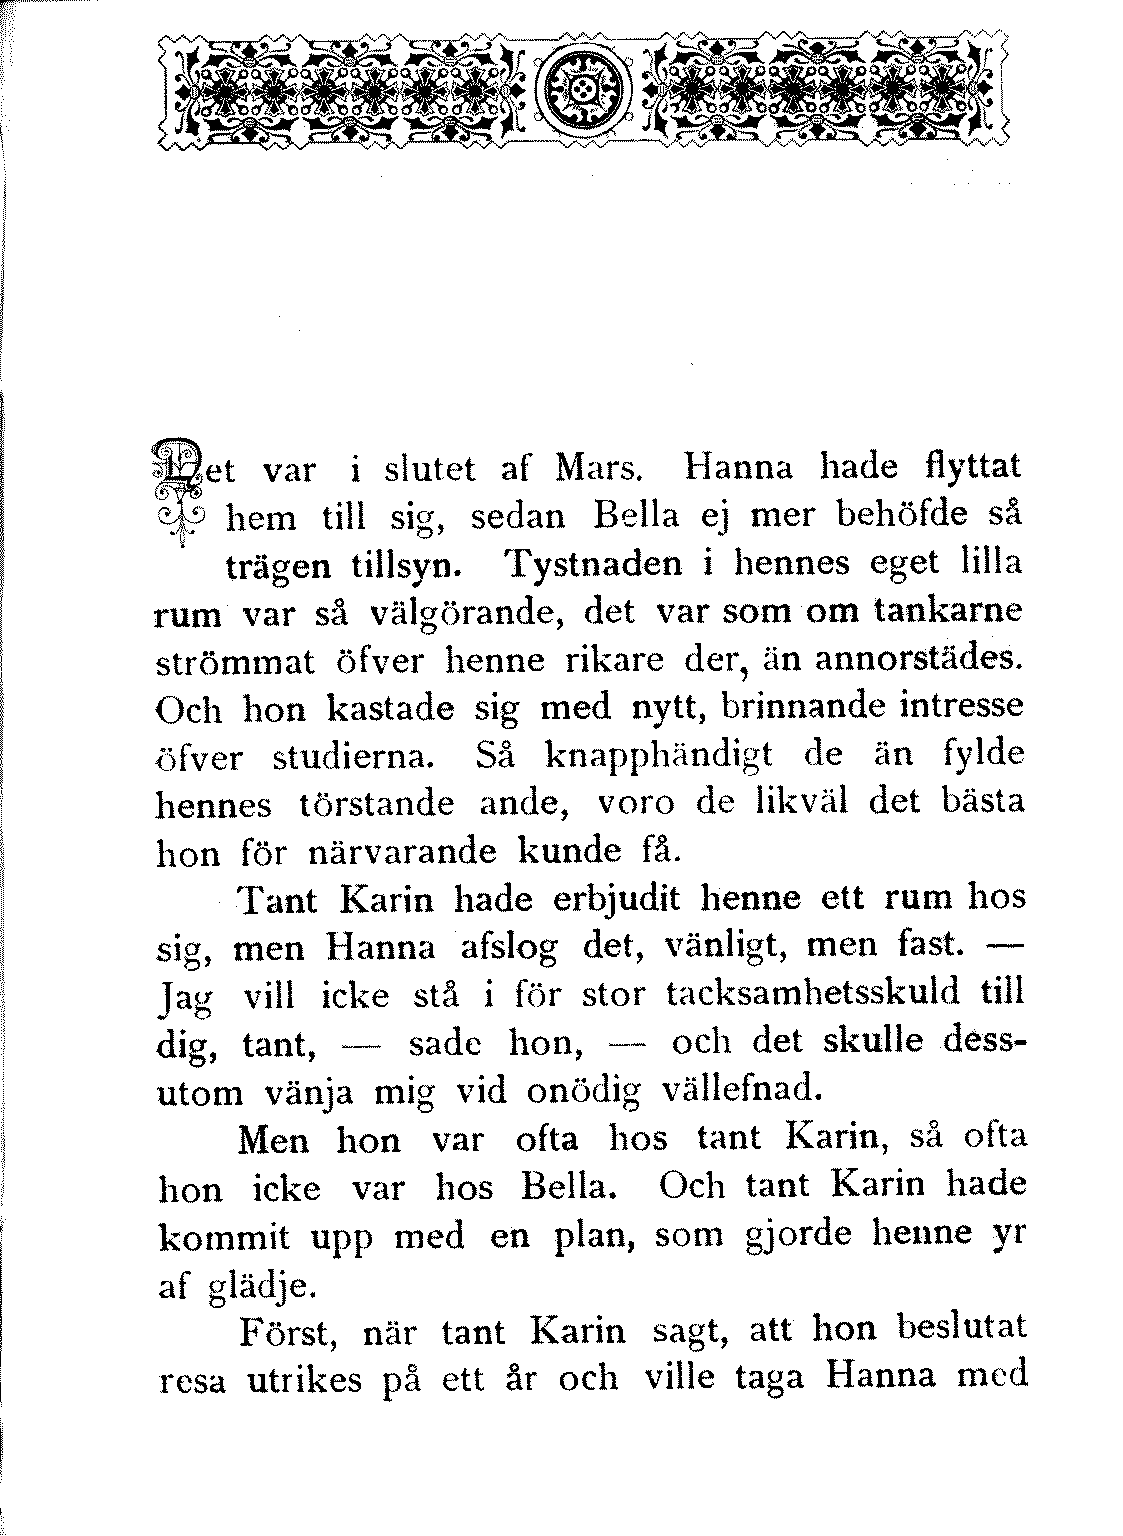 Det var i slutet af Mars. Hanna hade flyttat
hem till sig, sedan Bella ej mer behöfde så
trägen tillsyn. Tystnaden i hennes eget lilla
rum var så välgörande, det var som om tankarne
strömmat öfver henne rikare der, än annorstädes.
Och hon kastade sig med nytt, brinnande intresse
öfver studierna. Så knapphändigt de än fylde
hennes törstande ande, voro de likväl det bästa
hon för närvarande kunde få.
Tant Karin hade erbjudit henne ett rum hos
sig, men Hanna afslog det, vänligt, men fast. —
Jag vill icke stå i för stor tacksamhetsskuld till
dig, tant, — sade hon, — och det skulle dess-
utom vänja mig vid onödig vällefnad.
Men hon var ofta hos tant Karin, så ofta
hon icke var hos Bella. Och tant Karin hade
kommit upp med en plan, som gjorde henne yr
af glädje.
Först, när tant Karin sagt, att hon beslutat
resa utrikes på ett år och ville taga Hanna med